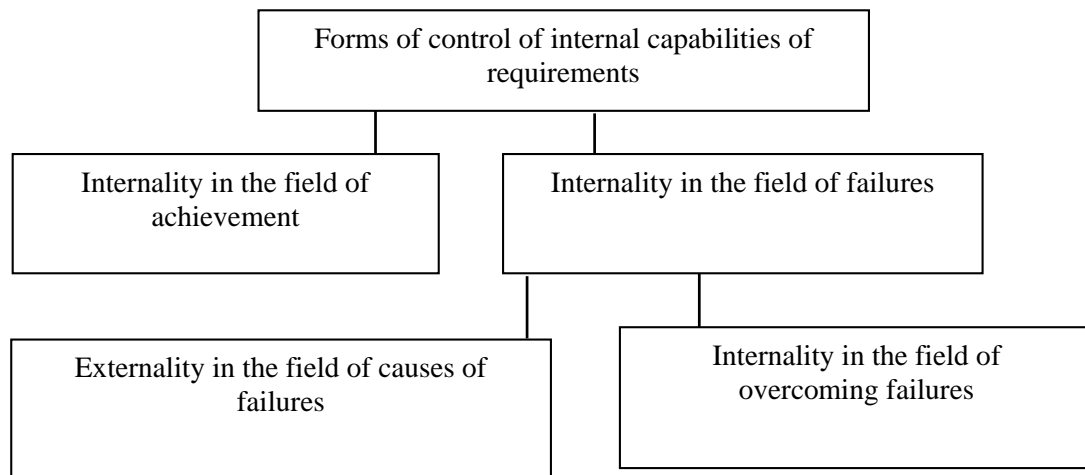 Forms of control of internal capabilities of
requirements
Internality in the field of
achievement
Internality in the field of failures
Externality in the field of causes of
failures
Internality in the field of
overcoming failures